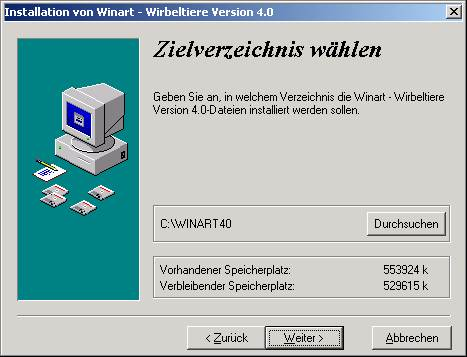 Installation von Winart - Wirbeltiere Version 4.0
Zielverzeichnis wählen
Geben Sie an, in welchem Verzeichnis die Winart - Wirbeltiere
Version 4.0-Dateien installiert werden sollen.
C:\WINART40
Durchsuchen
Vorhandener Speicherplatz: 553924 k
Verbleibender Speicherplatz: 529615 k
< Zurück
Weiter >
Abbrechen